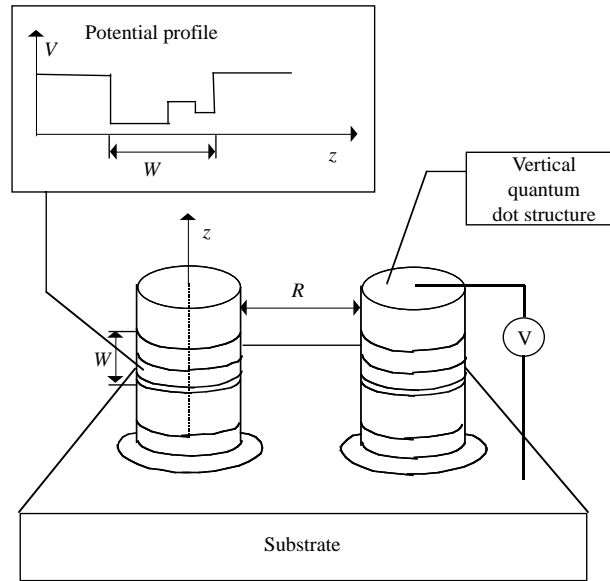 Potential profile
V
W
z
Vertical
quantum
dot structure
z
R
W
V
Substrate